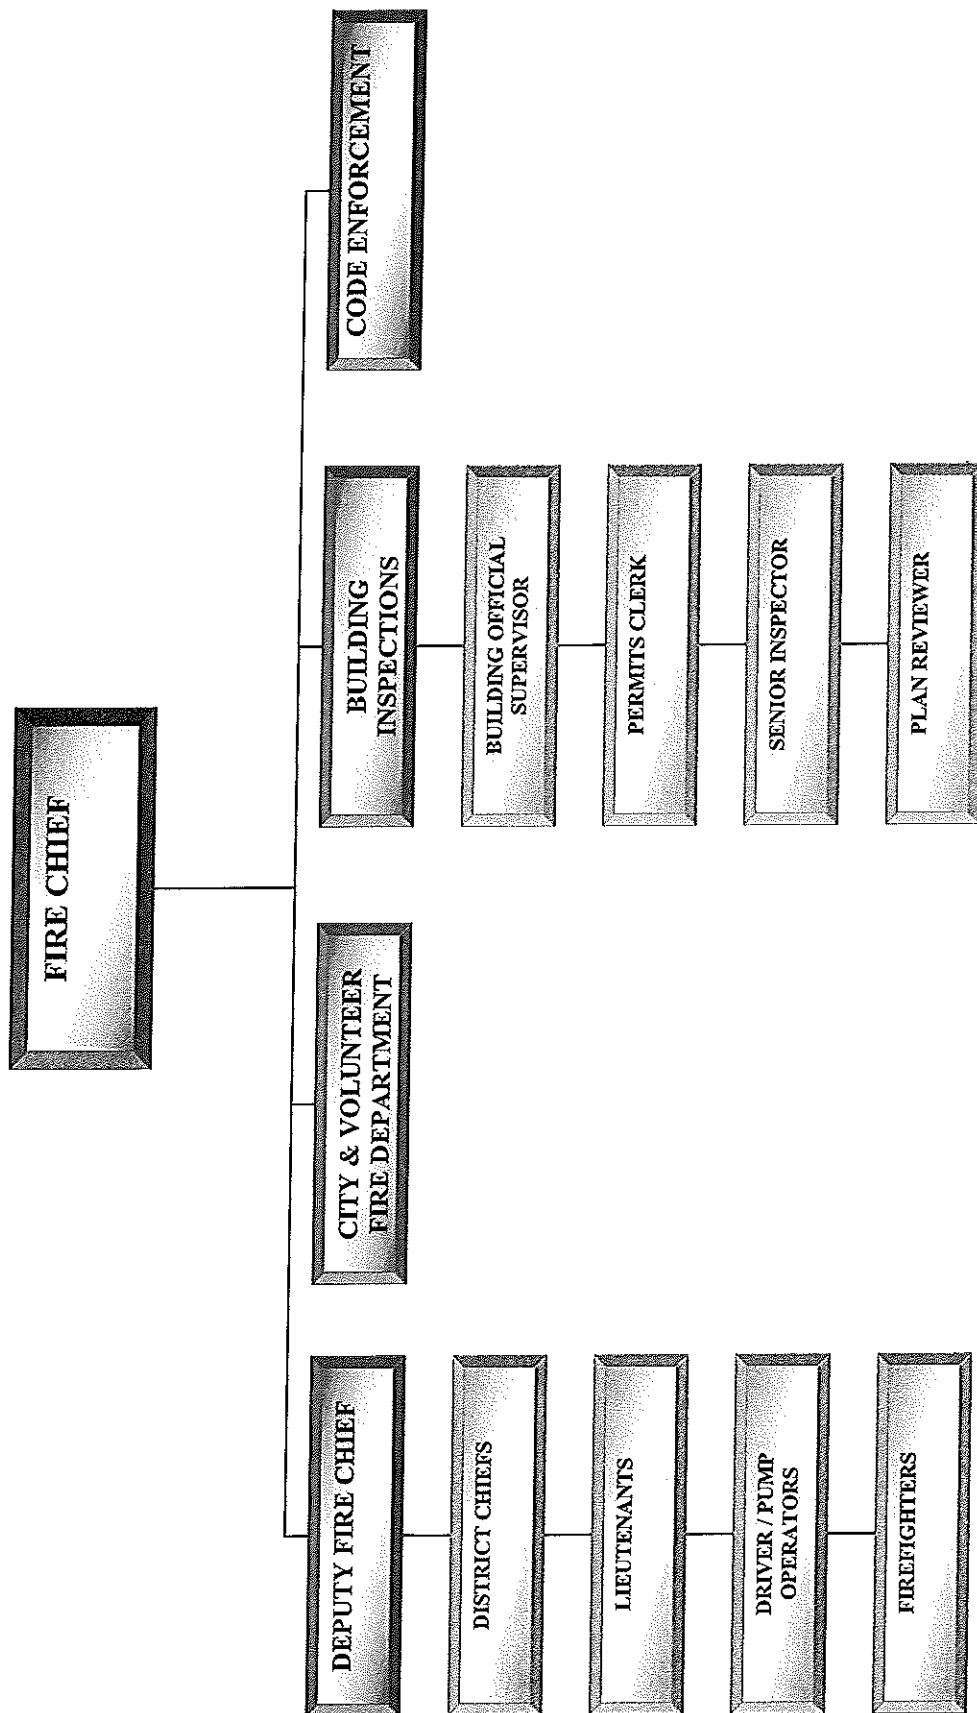 FIRE CHIEF
DEPUTY FIRE CHIEF
CITY & VOLUNTEER
FIRE DEPARTMENT
BUILDING
INSPECTIONS
CODE ENFORCEMENT
DISTRICT CHIEFS
BUILDING OFFICIAL
SUPERVISOR
LIEUTENANTS
PERMITS CLERK
DRIVER / PUMP
OPERATORS
SENIOR INSPECTOR
FIREFIGHTERS
PLAN REVIEWER